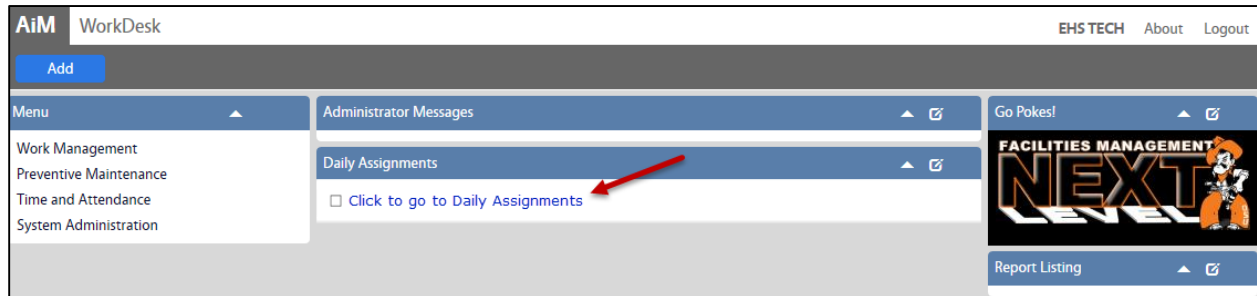 AiM WorkDesk
EHS TECH About Logout
Add
Menu
Work Management
Preventive Maintenance
Time and Attendance
System Administration
Administrator Messages
Daily Assignments
Click to go to Daily Assignments
Go Pokes!
FACILITIES MANAGEMENT
NEXT
LEVEL
Report Listing